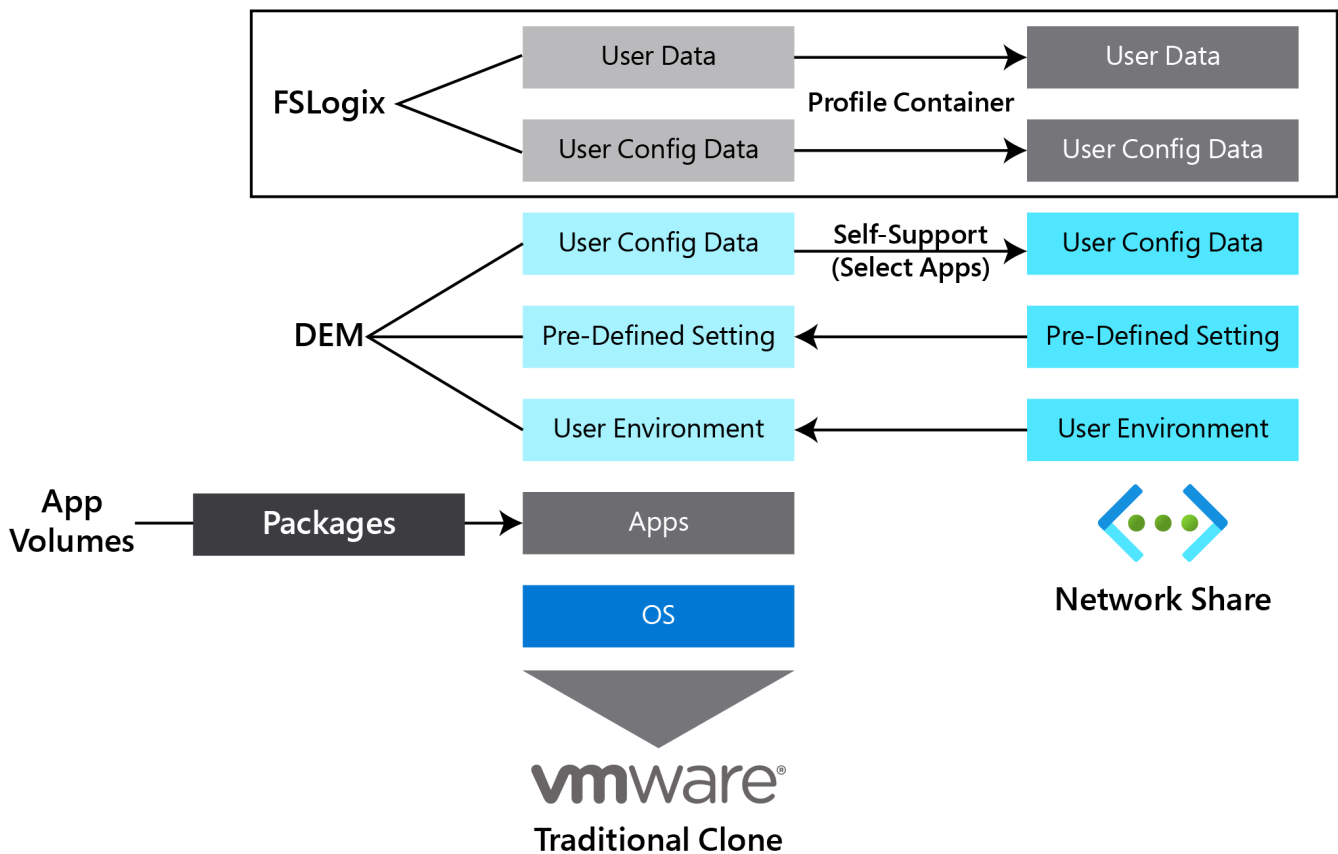 User Data
User Data
FSLogix
Profile Container
User Config Data
User Config Data
User Config Data
Self-Support
(Select Apps)
User Config Data
DEM
Pre-Defined Setting
Pre-Defined Setting
User Environment
User Environment
App
Volumes
Packages
Apps
OS
Network Share
vmware®
Traditional Clone